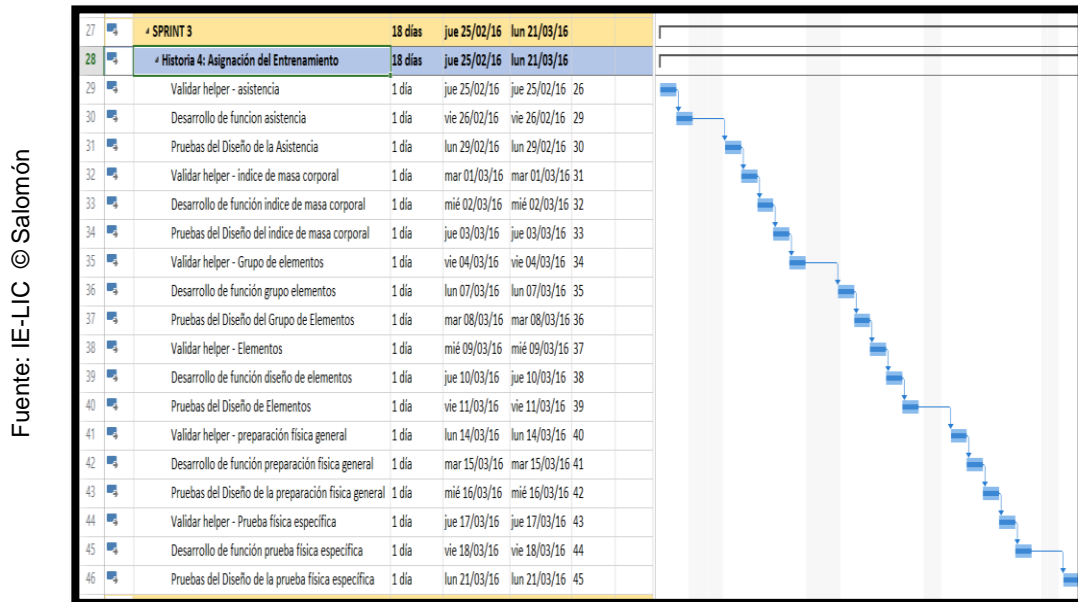 Fuente: IE-LIC © Salomón
27 SPRINT 3 18 días jue 25/02/16 lun 21/03/16
28 Historia 4: Asignación del Entrenamiento 18 días jue 25/02/16 lun 21/03/16
29 Validar helper - asistencia 1 día jue 25/02/16 jue 25/02/16 26
30 Desarrollo de funcion asistencia 1 día vie 26/02/16 vie 26/02/16 29
31 Pruebas del Diseño de la Asistencia 1 día lun 29/02/16 lun 29/02/16 30
32 Validar helper - indice de masa corporal 1 día mar 01/03/16 mar 01/03/16 31
33 Desarrollo de función indice de masa corporal 1 día mié 02/03/16 mié 02/03/16 32
34 Pruebas del Diseño del indice de masa corporal 1 día jue 03/03/16 jue 03/03/16 33
35 Validar helper - Grupo de elementos 1 día vie 04/03/16 vie 04/03/16 34
36 Desarrollo de función grupo elementos 1 día lun 07/03/16 lun 07/03/16 35
37 Pruebas del Diseño del Grupo de Elementos 1 día mar 08/03/16 mar 08/03/16 36
38 Validar helper - Elementos 1 día mié 09/03/16 mié 09/03/16 37
39 Desarrollo de función diseño de elementos 1 día jue 10/03/16 jue 10/03/16 38
40 Pruebas del Diseño de Elementos 1 día vie 11/03/16 vie 11/03/16 39
41 Validar helper - preparación física general 1 día lun 14/03/16 lun 14/03/16 40
42 Desarrollo de función preparación fisica general 1 día mar 15/03/16 mar 15/03/16 41
43 Pruebas del Diseño de la preparación fisica general 1 día mié 16/03/16 mié 16/03/16 42
44 Validar helper - Prueba física específica 1 día jue 17/03/16 jue 17/03/16 43
45 Desarrollo de función prueba física específica 1 día vie 18/03/16 vie 18/03/16 44
46 Pruebas del Diseño de la prueba física específica 1 día lun 21/03/16 lun 21/03/16 45